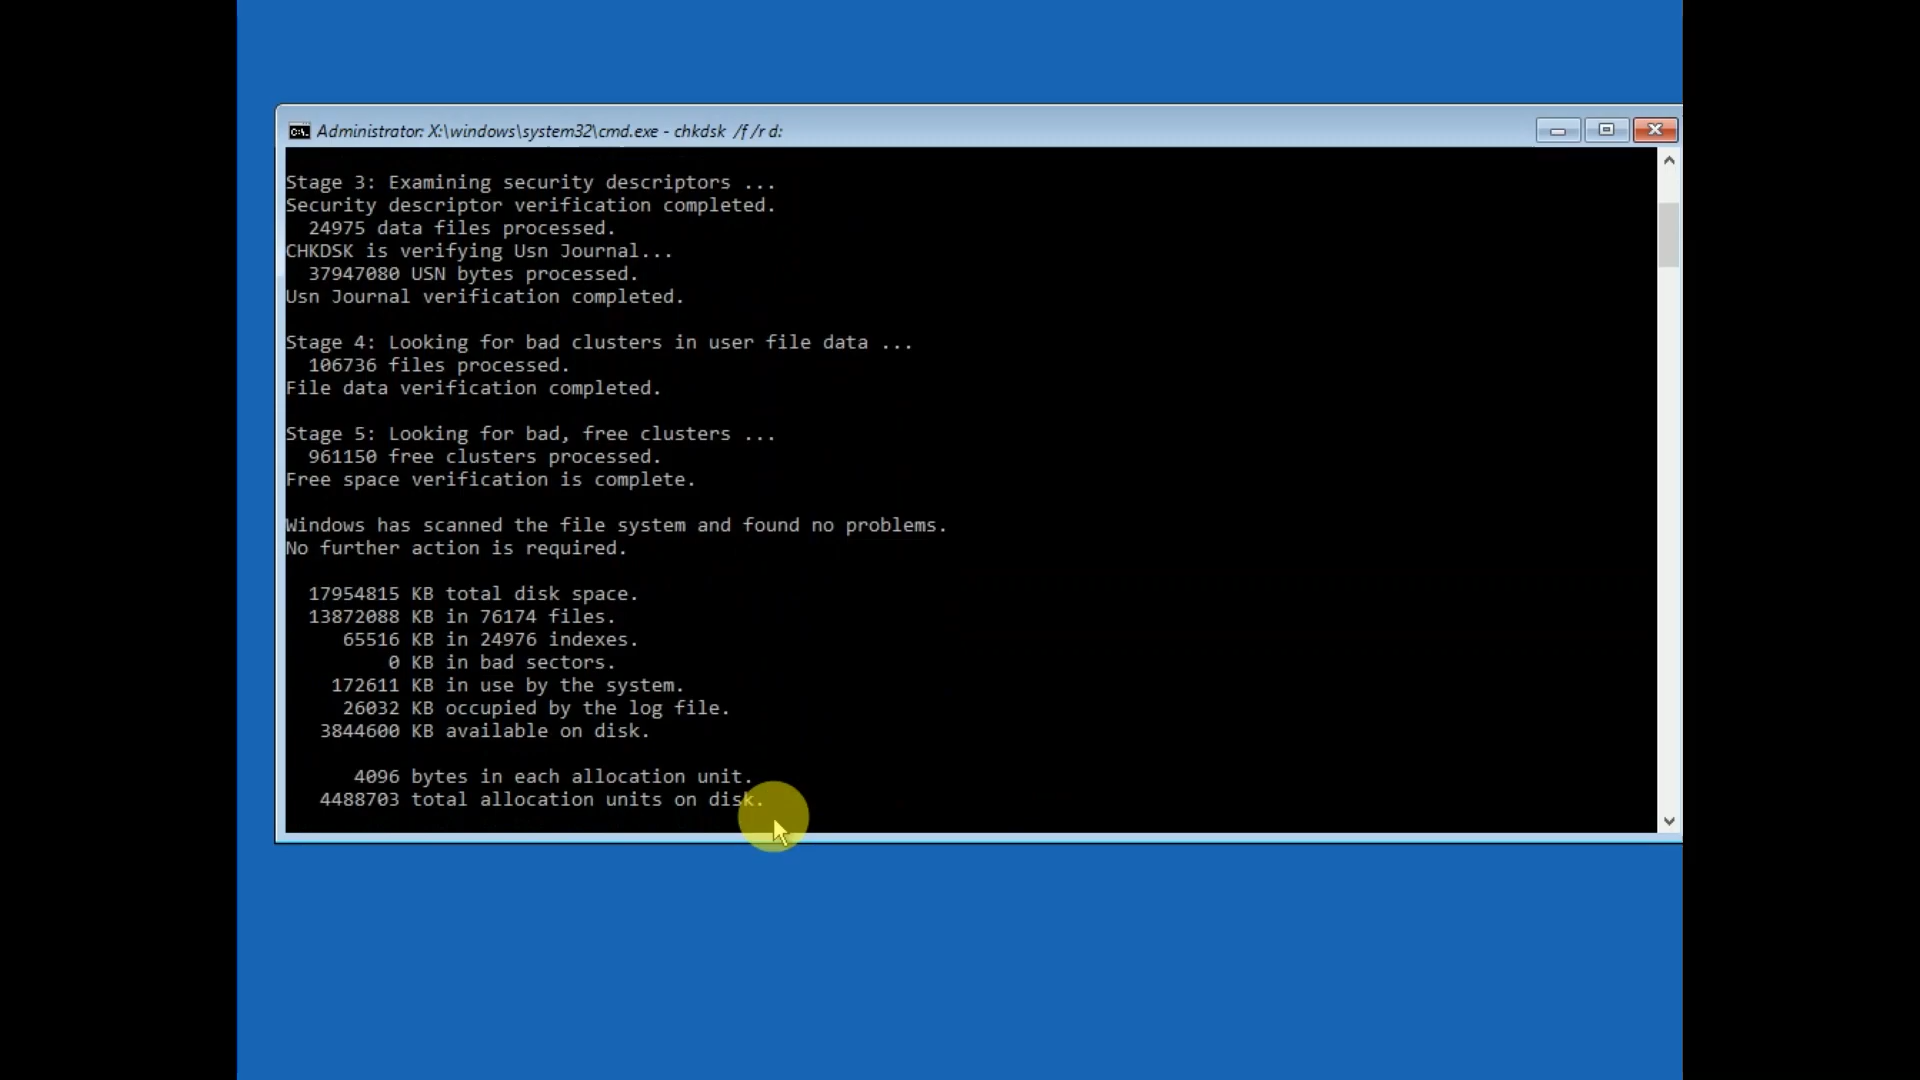 Administrator: X:\windows\system32\cmd.exe - chkdsk /f /r d:
Stage 3: Examining security descriptors ...
Security descriptor verification completed.
24975 data files processed.
CHKDSK is verifying Usn Journal...
37947080 USN bytes processed.
Usn Journal verification completed.
Stage 4: Looking for bad clusters in user file data ...
106736 files processed.
File data verification completed.
Stage 5: Looking for bad, free clusters ...
961150 free clusters processed.
Free space verification is complete.
Windows has scanned the file system and found no problems.
No further action is required.
17954815 KB total disk space.
13872088 KB in 76174 files.
65516 KB in 24976 indexes.
0 KB in bad sectors.
172611 KB in use by the system.
26032 KB occupied by the log file.
3844600 KB available on disk.
4096 bytes in each allocation unit.
4488703 total allocation units on disk.